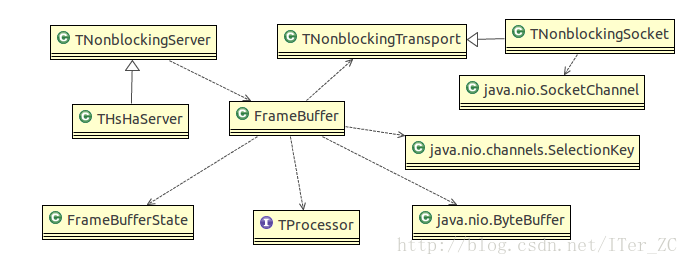 C TNonblockingServer
C TNonblockingTransport
C TNonblockingSocket
C java.nio.SocketChannel
C THsHaServer
C FrameBuffer
C java.nio.channels.SelectionKey
C FrameBufferState
I TProcessor
C java.nio.ByteBuffer
http://blog.csdn.net/ITer_ZC